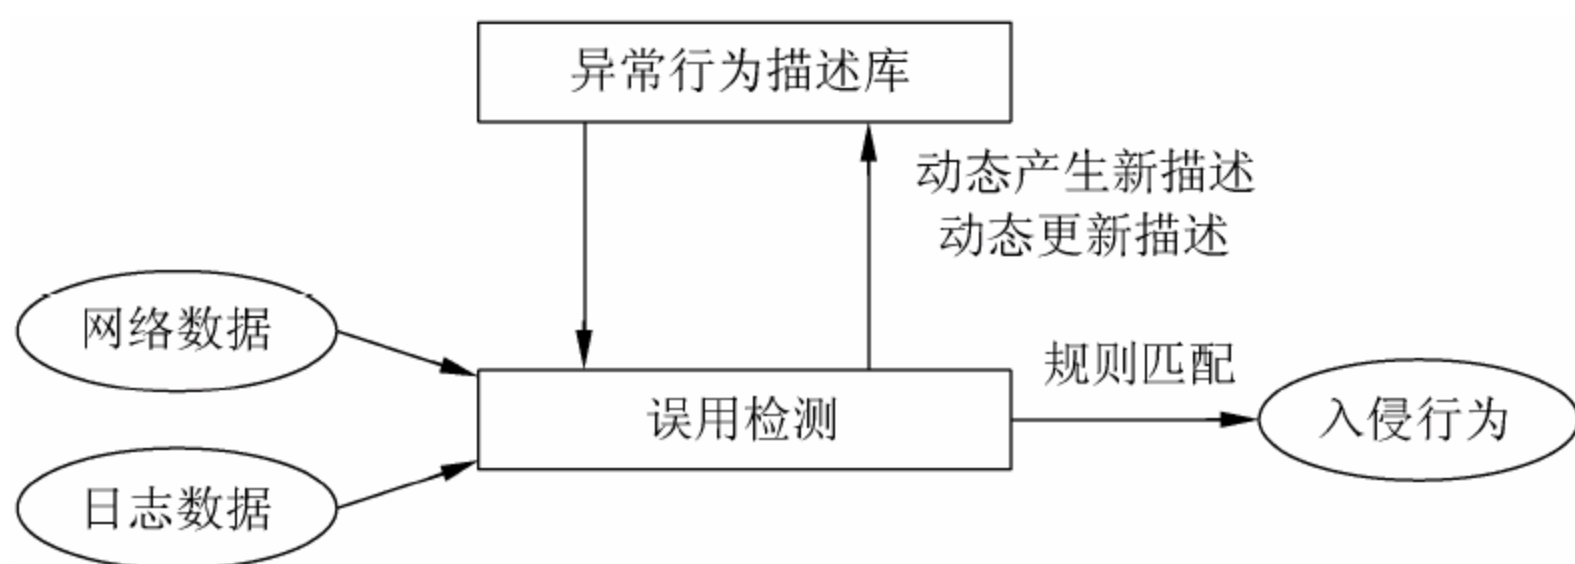 异常行为描述库
动态产生新描述
动态更新描述
网络数据
规则匹配
误用检测
入侵行为
日志数据